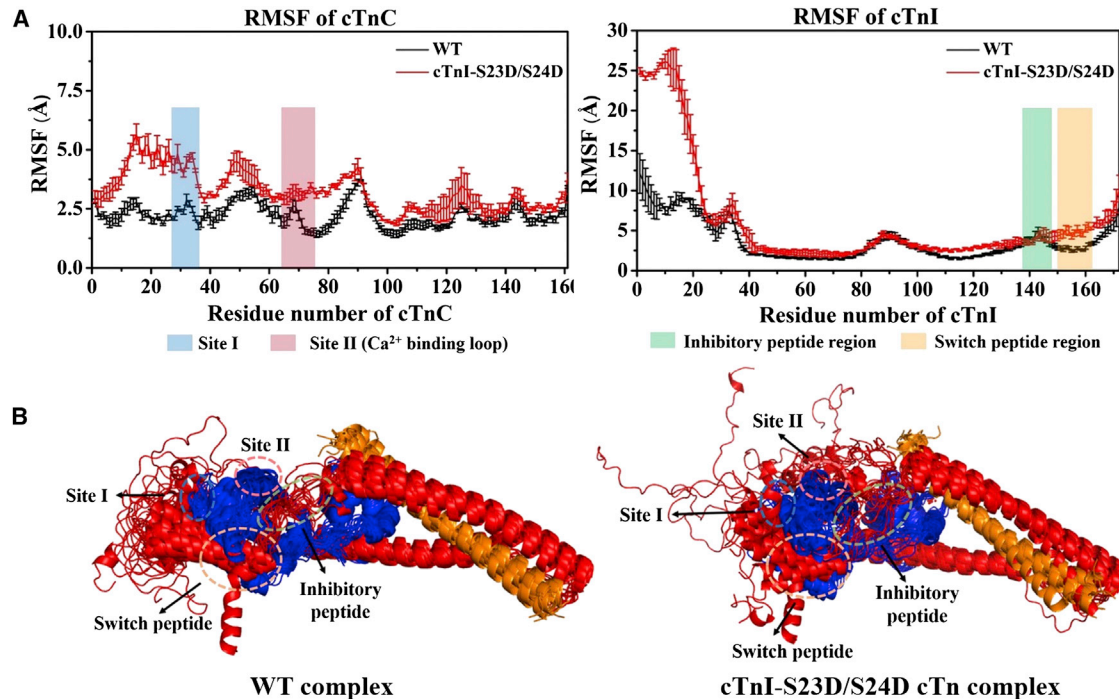 A
RMSF of cTnC
10.0
7.5
5.0
2.5
0.0
RMSF (Å)
WT
cTnI-S23D/S24D
0 20 40 60 80 100 120 140 16
Residue number of cTnC
Site I
Site II (Ca²⁺ binding loop)
RMSF of cTnI
30
25
20
15
10
5
0
RMSF (Å)
WT
cTnI-S23D/S24D
0 20 40 60 80 100 120 140 160
Residue number of cTnI
Inhibitory peptide region
Switch peptide region
B
Site II
Site I
Switch peptide
Inhibitory
peptide
WT complex
Site II
Site I
Inhibitory
peptide
Switch peptide
cTnI-S23D/S24D cTn complex